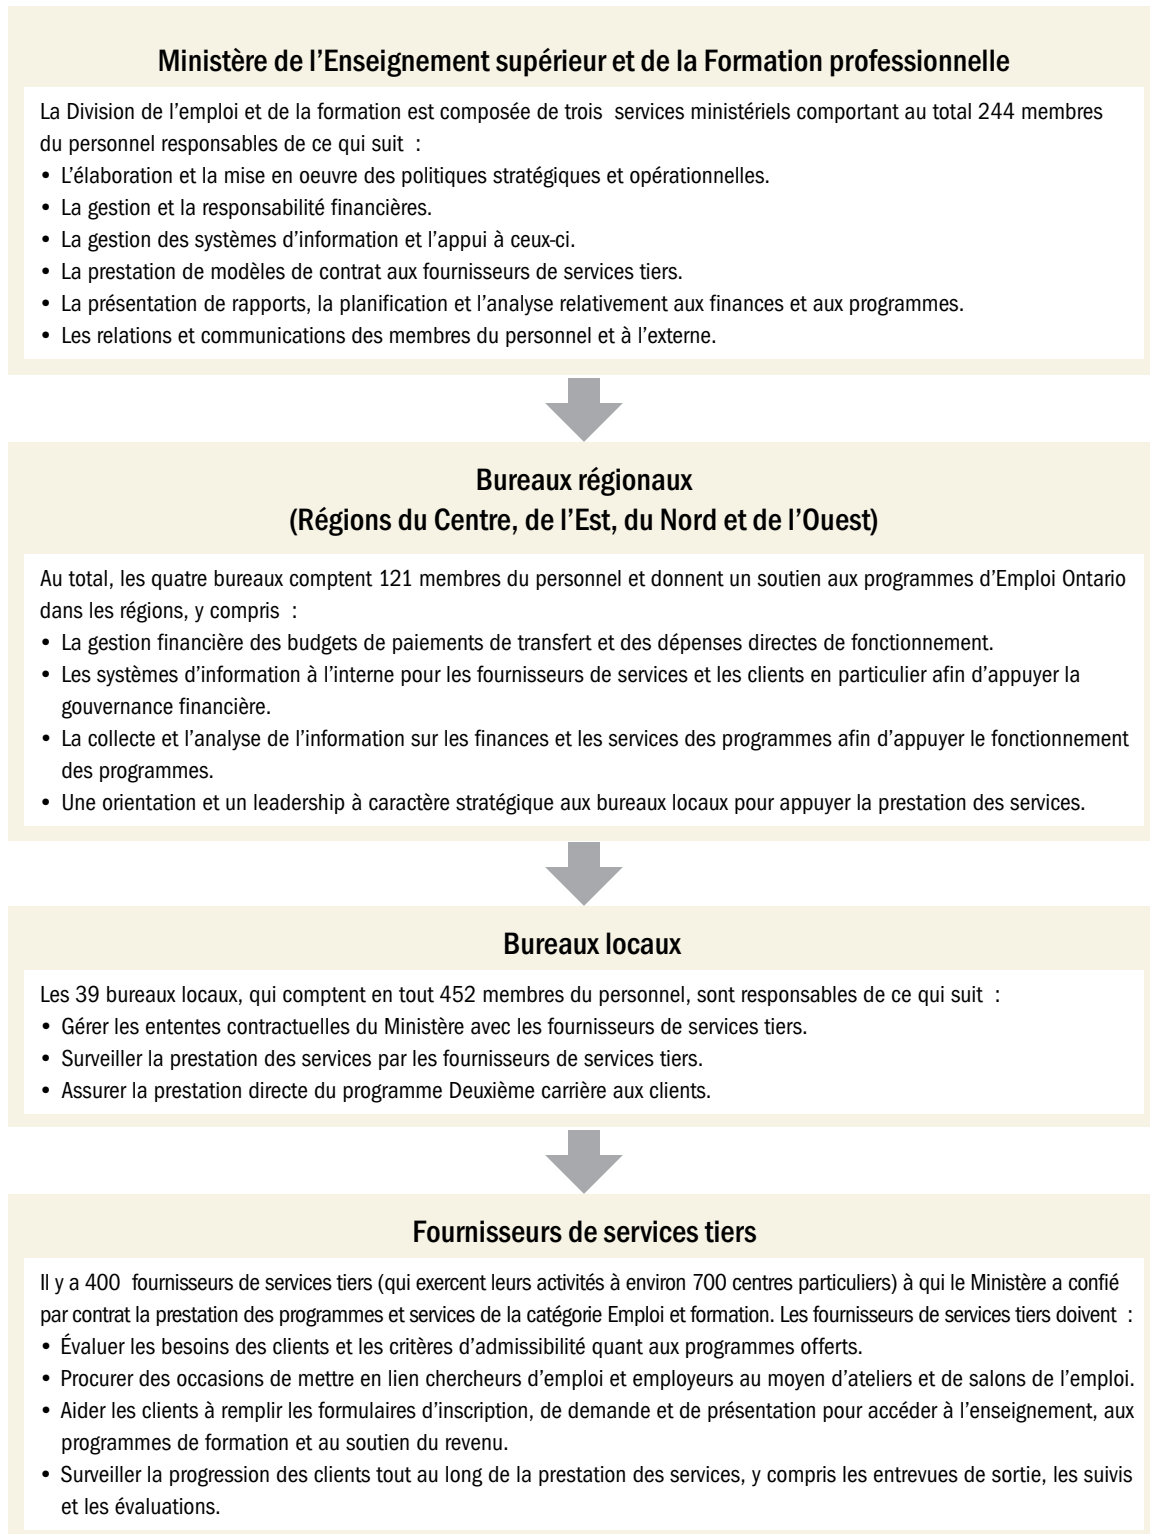 Ministère de l’Enseignement supérieur et de la Formation professionnelle
La Division de l’emploi et de la formation est composée de trois services ministériels comportant au total 244 membres
du personnel responsables de ce qui suit :
• L’élaboration et la mise en oeuvre des politiques stratégiques et opérationnelles.
• La gestion et la responsabilité financières.
• La gestion des systèmes d’information et l’appui à ceux-ci.
• La prestation de modèles de contrat aux fournisseurs de services tiers.
• La présentation de rapports, la planification et l’analyse relativement aux finances et aux programmes.
• Les relations et communications des membres du personnel et à l’externe.
Bureaux régionaux
(Régions du Centre, de l’Est, du Nord et de l’Ouest)
Au total, les quatre bureaux comptent 121 membres du personnel et donnent un soutien aux programmes d’Emploi Ontario
dans les régions, y compris :
• La gestion financière des budgets de paiements de transfert et des dépenses directes de fonctionnement.
• Les systèmes d’information à l’interne pour les fournisseurs de services et les clients en particulier afin d’appuyer la
gouvernance financière.
• La collecte et l’analyse de l’information sur les finances et les services des programmes afin d’appuyer le fonctionnement
des programmes.
• Une orientation et un leadership à caractère stratégique aux bureaux locaux pour appuyer la prestation des services.
Bureaux locaux
Les 39 bureaux locaux, qui comptent en tout 452 membres du personnel, sont responsables de ce qui suit :
• Gérer les ententes contractuelles du Ministère avec les fournisseurs de services tiers.
• Surveiller la prestation des services par les fournisseurs de services tiers.
• Assurer la prestation directe du programme Deuxième carrière aux clients.
Fournisseurs de services tiers
Il y a 400 fournisseurs de services tiers (qui exercent leurs activités à environ 700 centres particuliers) à qui le Ministère a confié
par contrat la prestation des programmes et services de la catégorie Emploi et formation. Les fournisseurs de services tiers doivent :
• Évaluer les besoins des clients et les critères d’admissibilité quant aux programmes offerts.
• Procurer des occasions de mettre en lien chercheurs d’emploi et employeurs au moyen d’ateliers et de salons de l’emploi.
• Aider les clients à remplir les formulaires d’inscription, de demande et de présentation pour accéder à l’enseignement, aux
programmes de formation et au soutien du revenu.
• Surveiller la progression des clients tout au long de la prestation des services, y compris les entrevues de sortie, les suivis
et les évaluations.